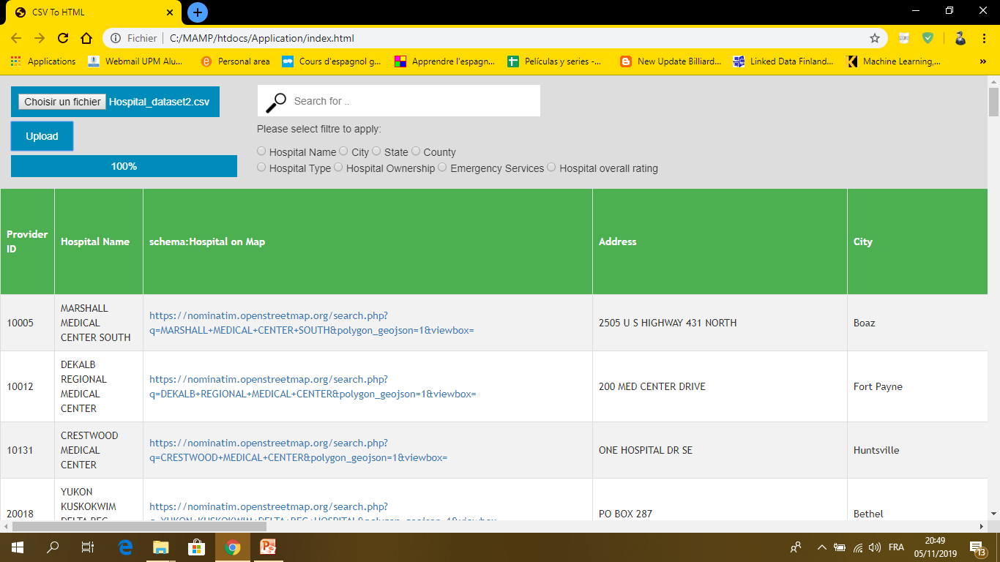 CSV To HTML
Fichier
C:/MAMP/htdocs/Application/index.html
Applications
Webmail UPM Alu...
Personal area
Cours d'espagnol g...
Apprendre l'espagn...
Películas y series -...
New Update Billiard...
Linked Data Finland...
Machine Learning,...
Choisir un fichier Hospital_dataset2.csv
Search for ..
Upload
Please select filtre to apply:
100%
Hospital Name City State County
Hospital Type Hospital Ownership Emergency Services Hospital overall rating
Provider
ID
Hospital Name
schema:Hospital on Map
Address
City
10005
MARSHALL
MEDICAL
CENTER SOUTH
https://nominatim.openstreetmap.org/search.php?
q=MARSHALL+MEDICAL+CENTER+SOUTH&polygon_geojson=1&viewbox=
2505 U S HIGHWAY 431 NORTH
Boaz
10012
DEKALB
REGIONAL
MEDICAL
CENTER
https://nominatim.openstreetmap.org/search.php?
q=DEKALB+REGIONAL+MEDICAL+CENTER&polygon_geojson=1&viewbox=
200 MED CENTER DRIVE
Fort Payne
10131
CRESTWOOD
MEDICAL
CENTER
https://nominatim.openstreetmap.org/search.php?
q=CRESTWOOD+MEDICAL+CENTER&polygon_geojson=1&viewbox=
ONE HOSPITAL DR SE
Huntsville
20018
YUKON
KUSKOKWIM
DELTA REG
https://nominatim.openstreetmap.org/search.php?
q=YUKON+KUSKOKWIM+DELTA+REG+HOSPITAL&polygon_geojson=1&viewbox=
PO BOX 287
Bethel
FRA
20:49
05/11/2019
13